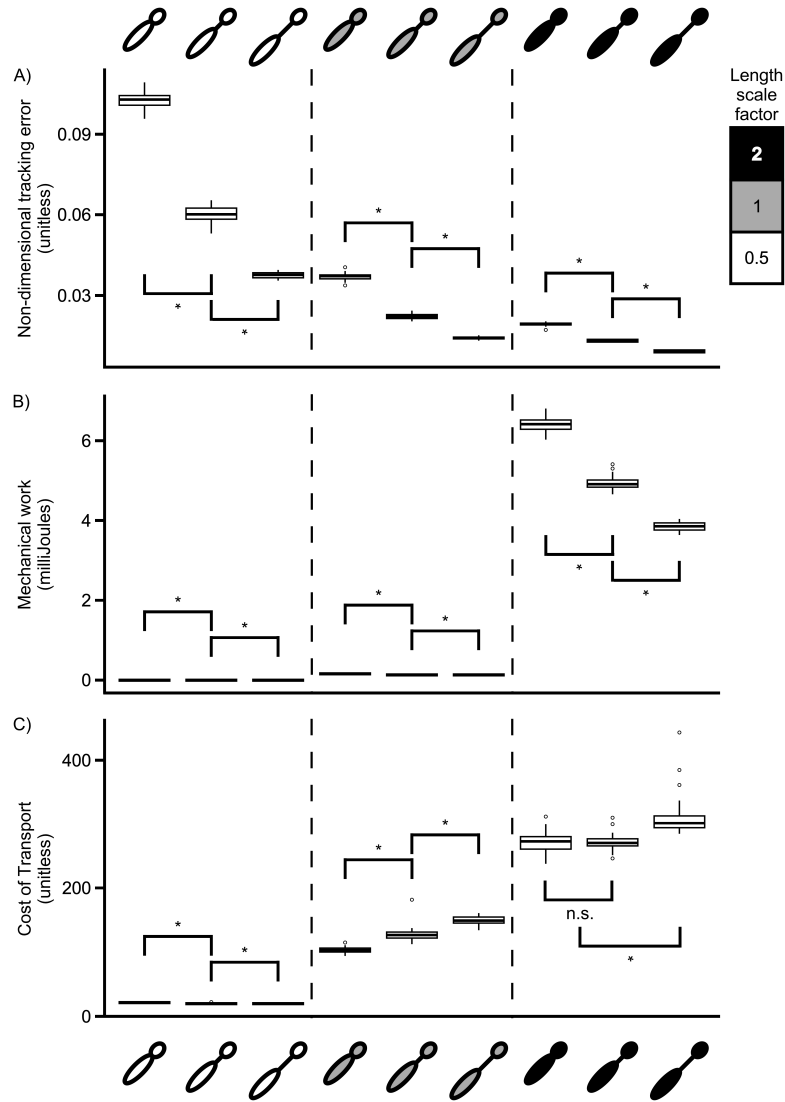 A)
Non-dimensional tracking error
(unitless)
0.09
0.06
0.03
*
*
*
*
*
*
Length
scale
factor
2
1
0.5
B)
Mechanical work
(milliJoules)
6
4
2
0
*
*
*
*
*
*
C)
Cost of Transport
(unitless)
400
200
0
*
*
*
*
n.s.
*